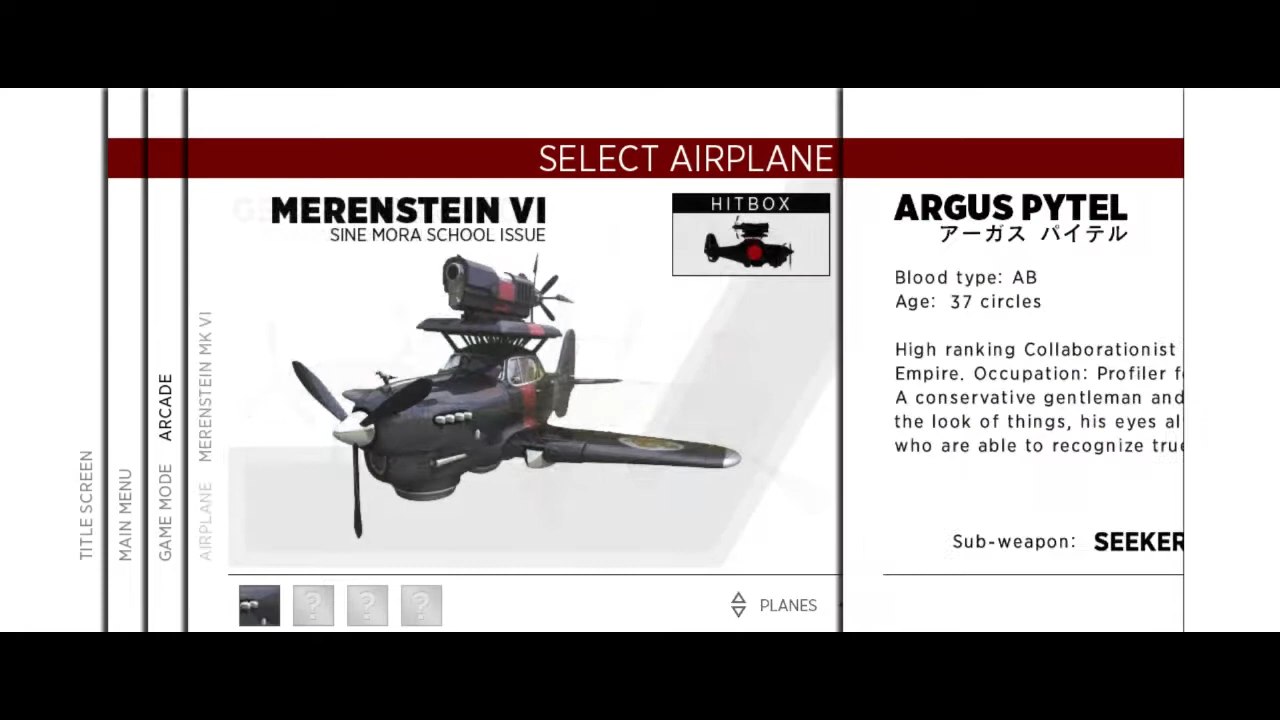 SELECT AIRPLANE
MERENSTEIN VI
SINE MORA SCHOOL ISSUE
HITBOX
ARGUS PYTEL
アーガス パイテル
Blood type: AB
Age: 37 circles
High ranking Collaborationist
Empire. Occupation: Profiler
A conservative gentleman and
the look of things, his eyes
who are able to recognize
Sub-weapon: SEEKER
PLANES
TITLE SCREEN
MAIN MENU
GAME MODE ARCADE
AIRPLANE MERENSTEIN MK VI
? ? ?